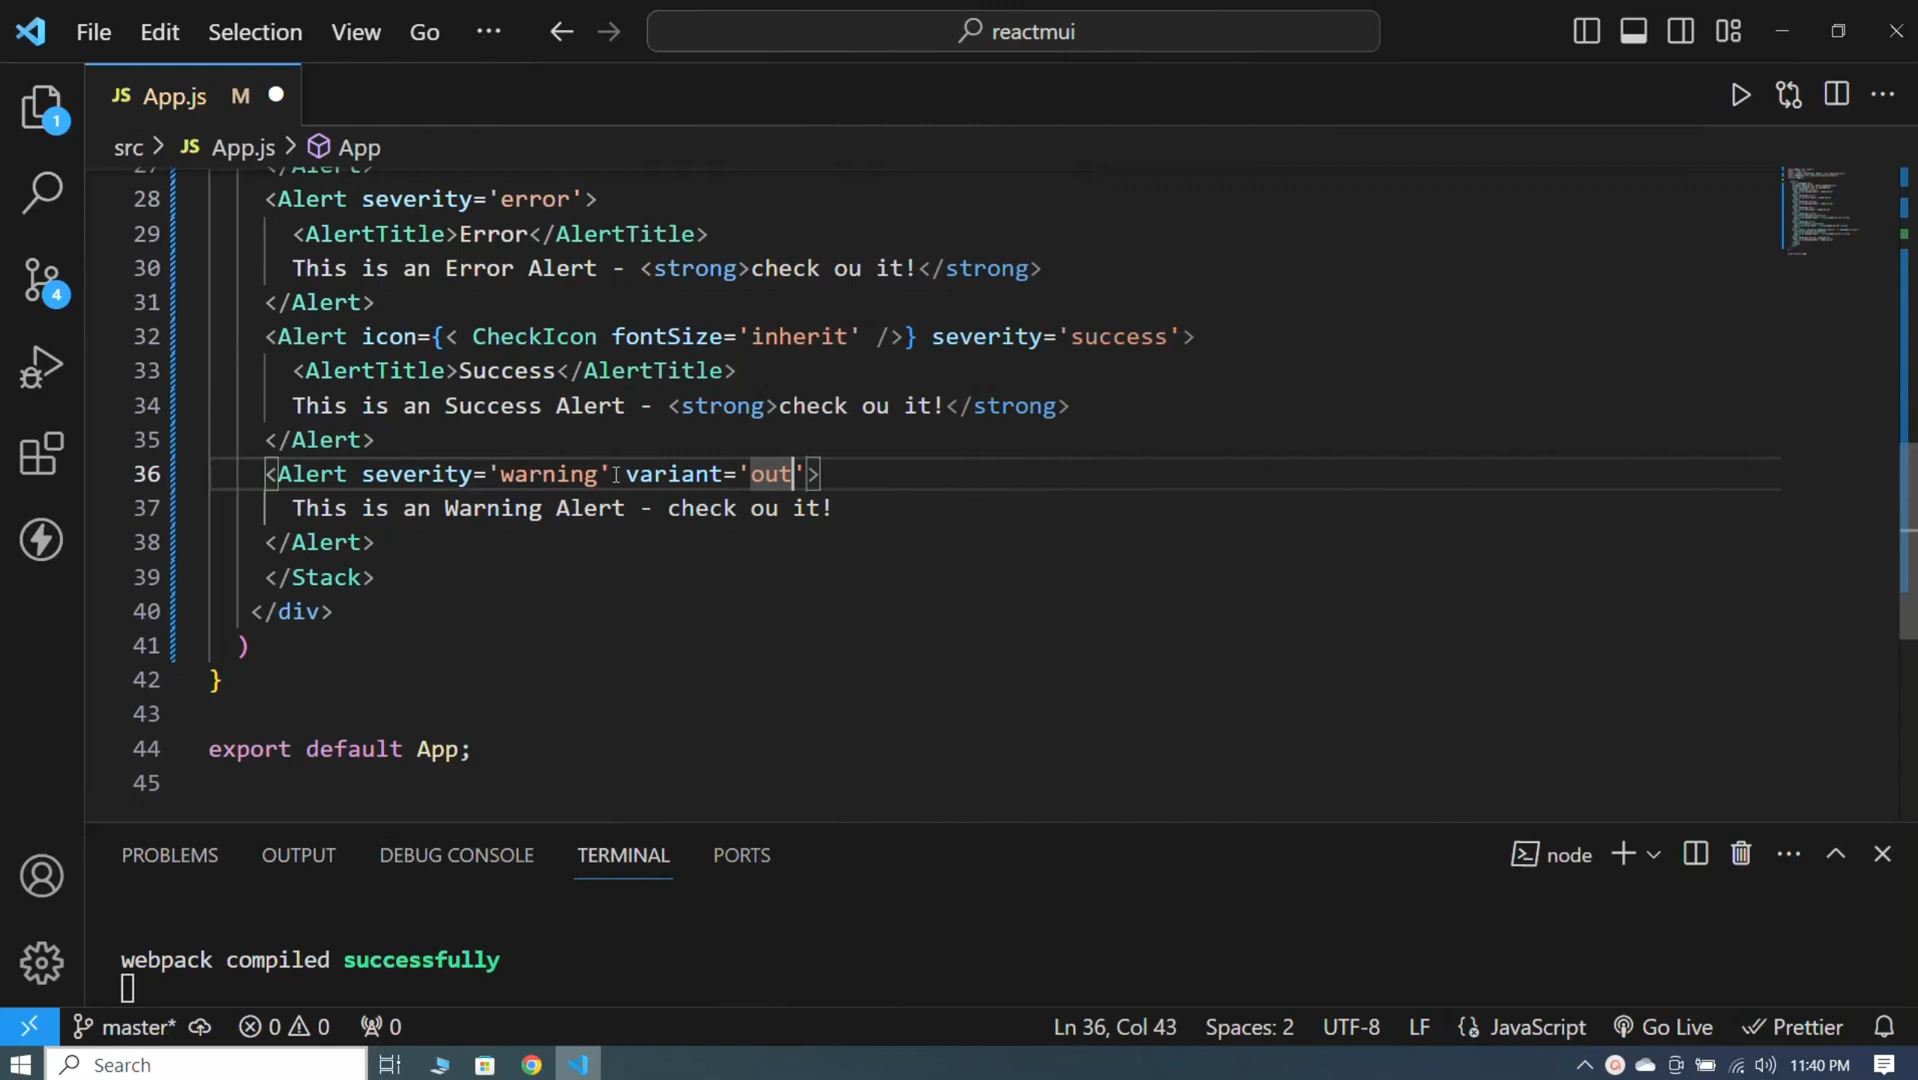 File Edit Selection View Go ··· reactmui
JS App.js M
src > JS App.js > App
27 </Alert>
28 <Alert severity='error'>
29 <AlertTitle>Error</AlertTitle>
30 This is an Error Alert - <strong>check ou it!</strong>
31 </Alert>
32 <Alert icon={< CheckIcon fontSize='inherit' />} severity='success'>
33 <AlertTitle>Success</AlertTitle>
34 This is an Success Alert - <strong>check ou it!</strong>
35 </Alert>
36 <Alert severity='warning' variant='out'>
37 This is an Warning Alert - check ou it!
38 </Alert>
39 </Stack>
40 </div>
41 )
42 }
43
44 export default App;
45
1
4
PROBLEMS OUTPUT DEBUG CONSOLE TERMINAL PORTS node
webpack compiled successfully
master* 0 0 0 Ln 36, Col 43 Spaces: 2 UTF-8 LF JavaScript Go Live Prettier
Search 11:40 PM